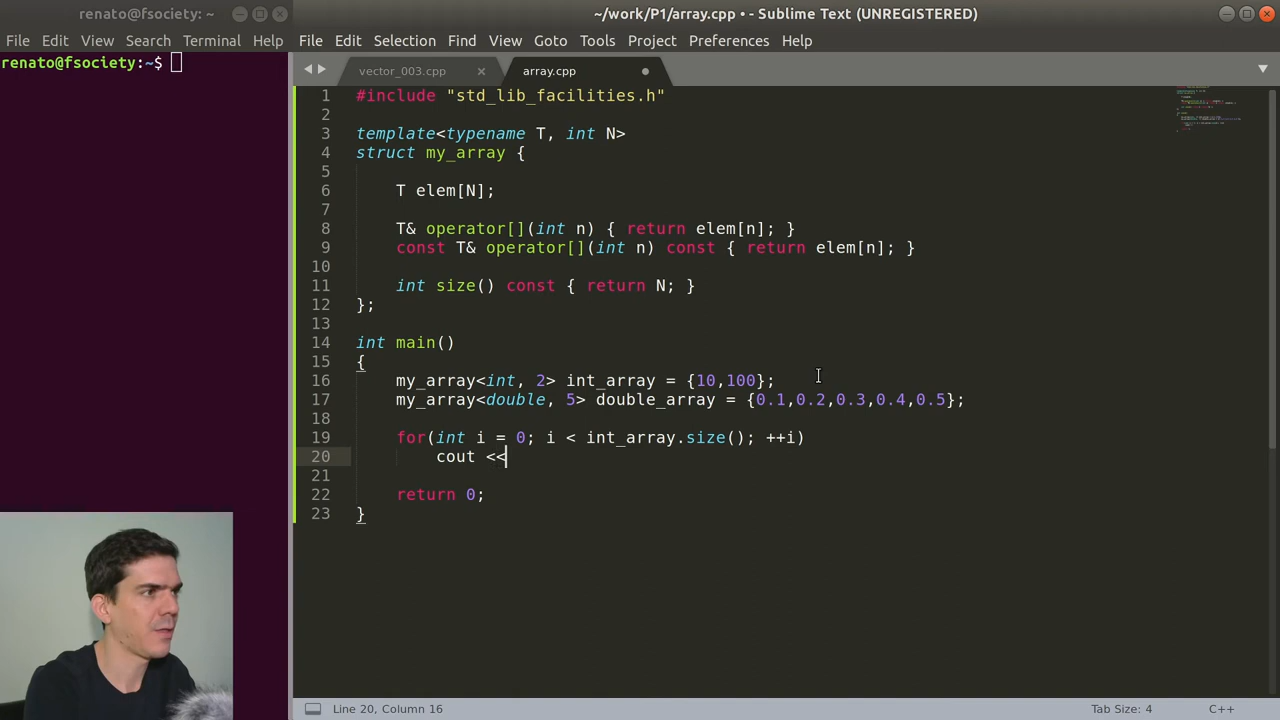 renato@fsociety: ~
File Edit View Search Terminal Help
renato@fsociety:~$
~/work/P1/array.cpp • - Sublime Text (UNREGISTERED)
File Edit Selection Find View Goto Tools Project Preferences Help
vector_003.cpp array.cpp
1 #include "std_lib_facilities.h"
2
3 template<typename T, int N>
4 struct my_array {
5
6 T elem[N];
7
8 T& operator[](int n) { return elem[n]; }
9 const T& operator[](int n) const { return elem[n]; }
10
11 int size() const { return N; }
12 };
13
14 int main()
15 {
16 my_array<int, 2> int_array = {10,100};
17 my_array<double, 5> double_array = {0.1,0.2,0.3,0.4,0.5};
18
19 for(int i = 0; i < int_array.size(); ++i)
20 cout <<
21
22 return 0;
23 }
Line 20, Column 16 Tab Size: 4 C++